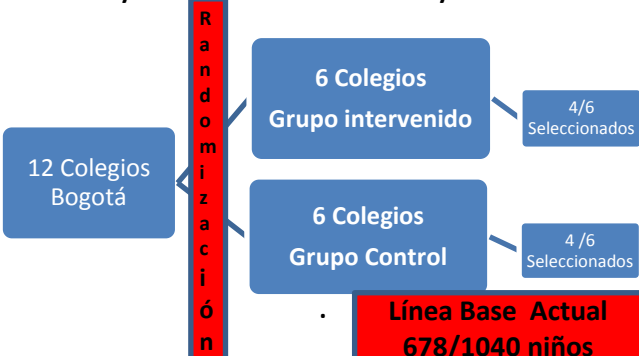 12 Colegios
Bogotá
Randomización
6 Colegios
Grupo intervenido
4/6
Seleccionados
6 Colegios
Grupo Control
4 /6
Seleccionados
.
Línea Base Actual
678/1040 niños